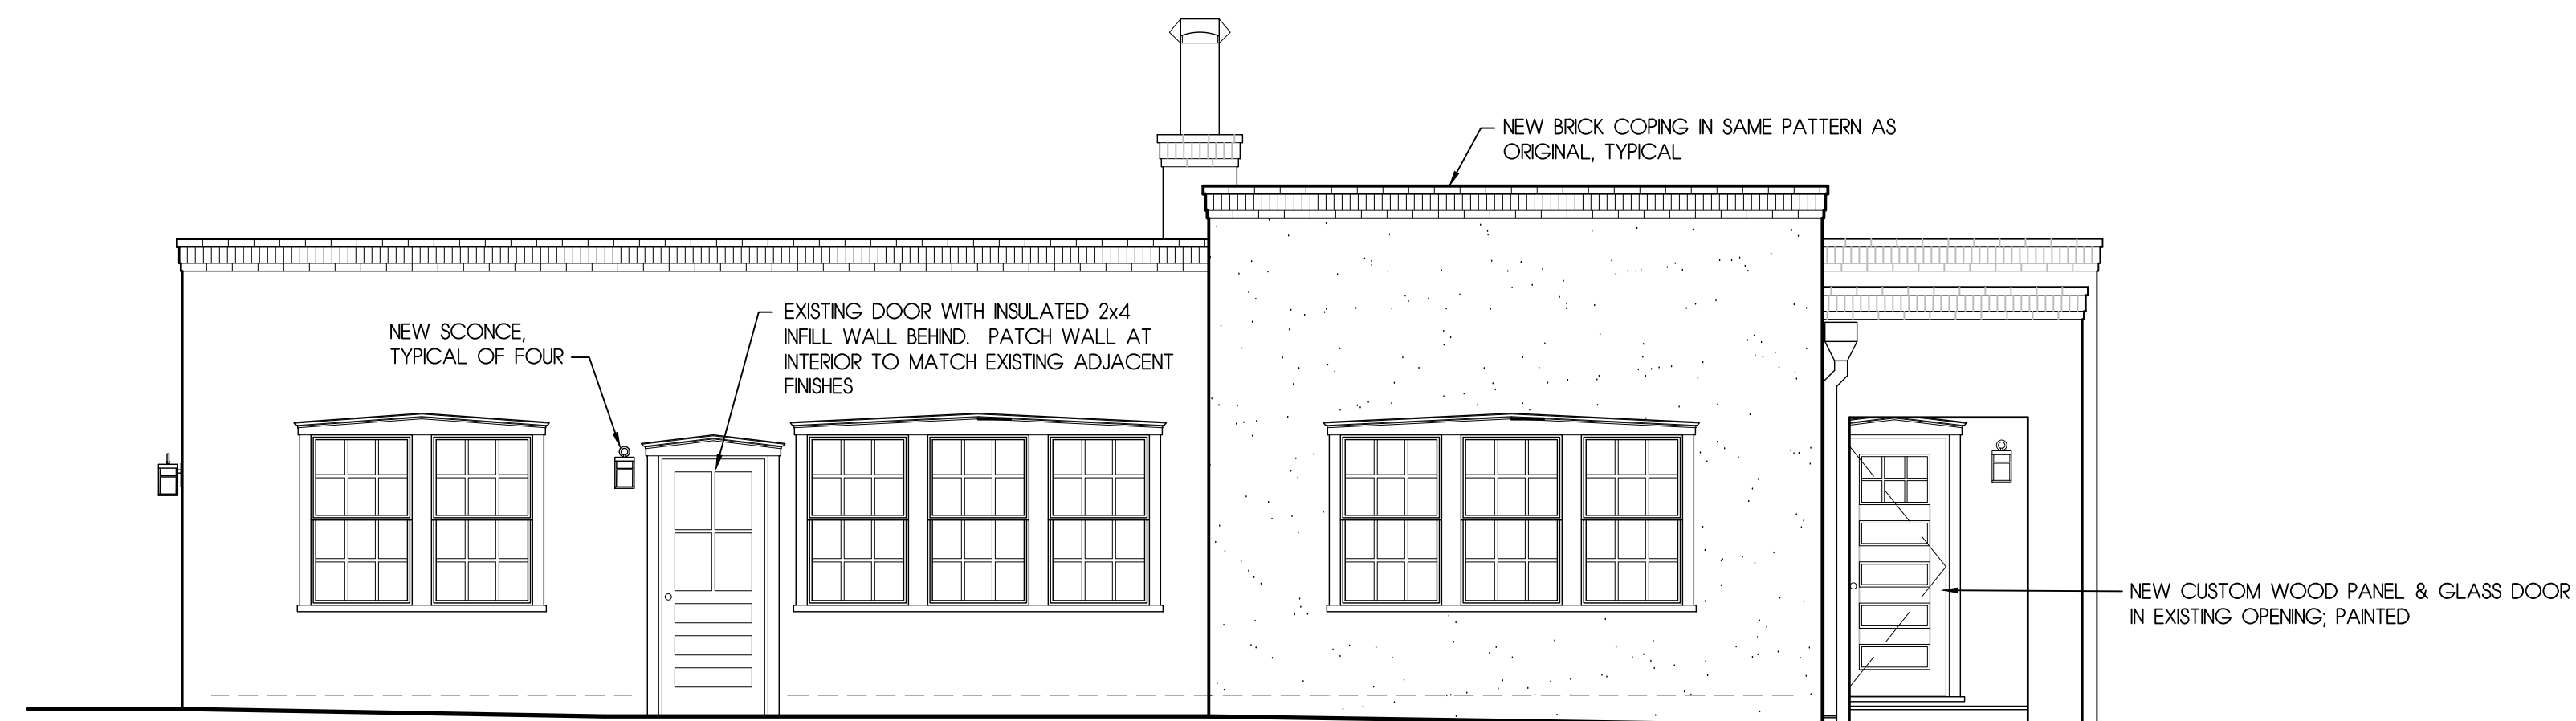 NEW BRICK COPING IN SAME PATTERN AS
ORIGINAL, TYPICAL
EXISTING DOOR WITH INSULATED 2x4
INFILL WALL BEHIND. PATCH WALL AT
INTERIOR TO MATCH EXISTING ADJACENT
FINISHES
NEW SCONCE,
TYPICAL OF FOUR
NEW CUSTOM WOOD PANEL & GLASS DOOR
IN EXISTING OPENING; PAINTED